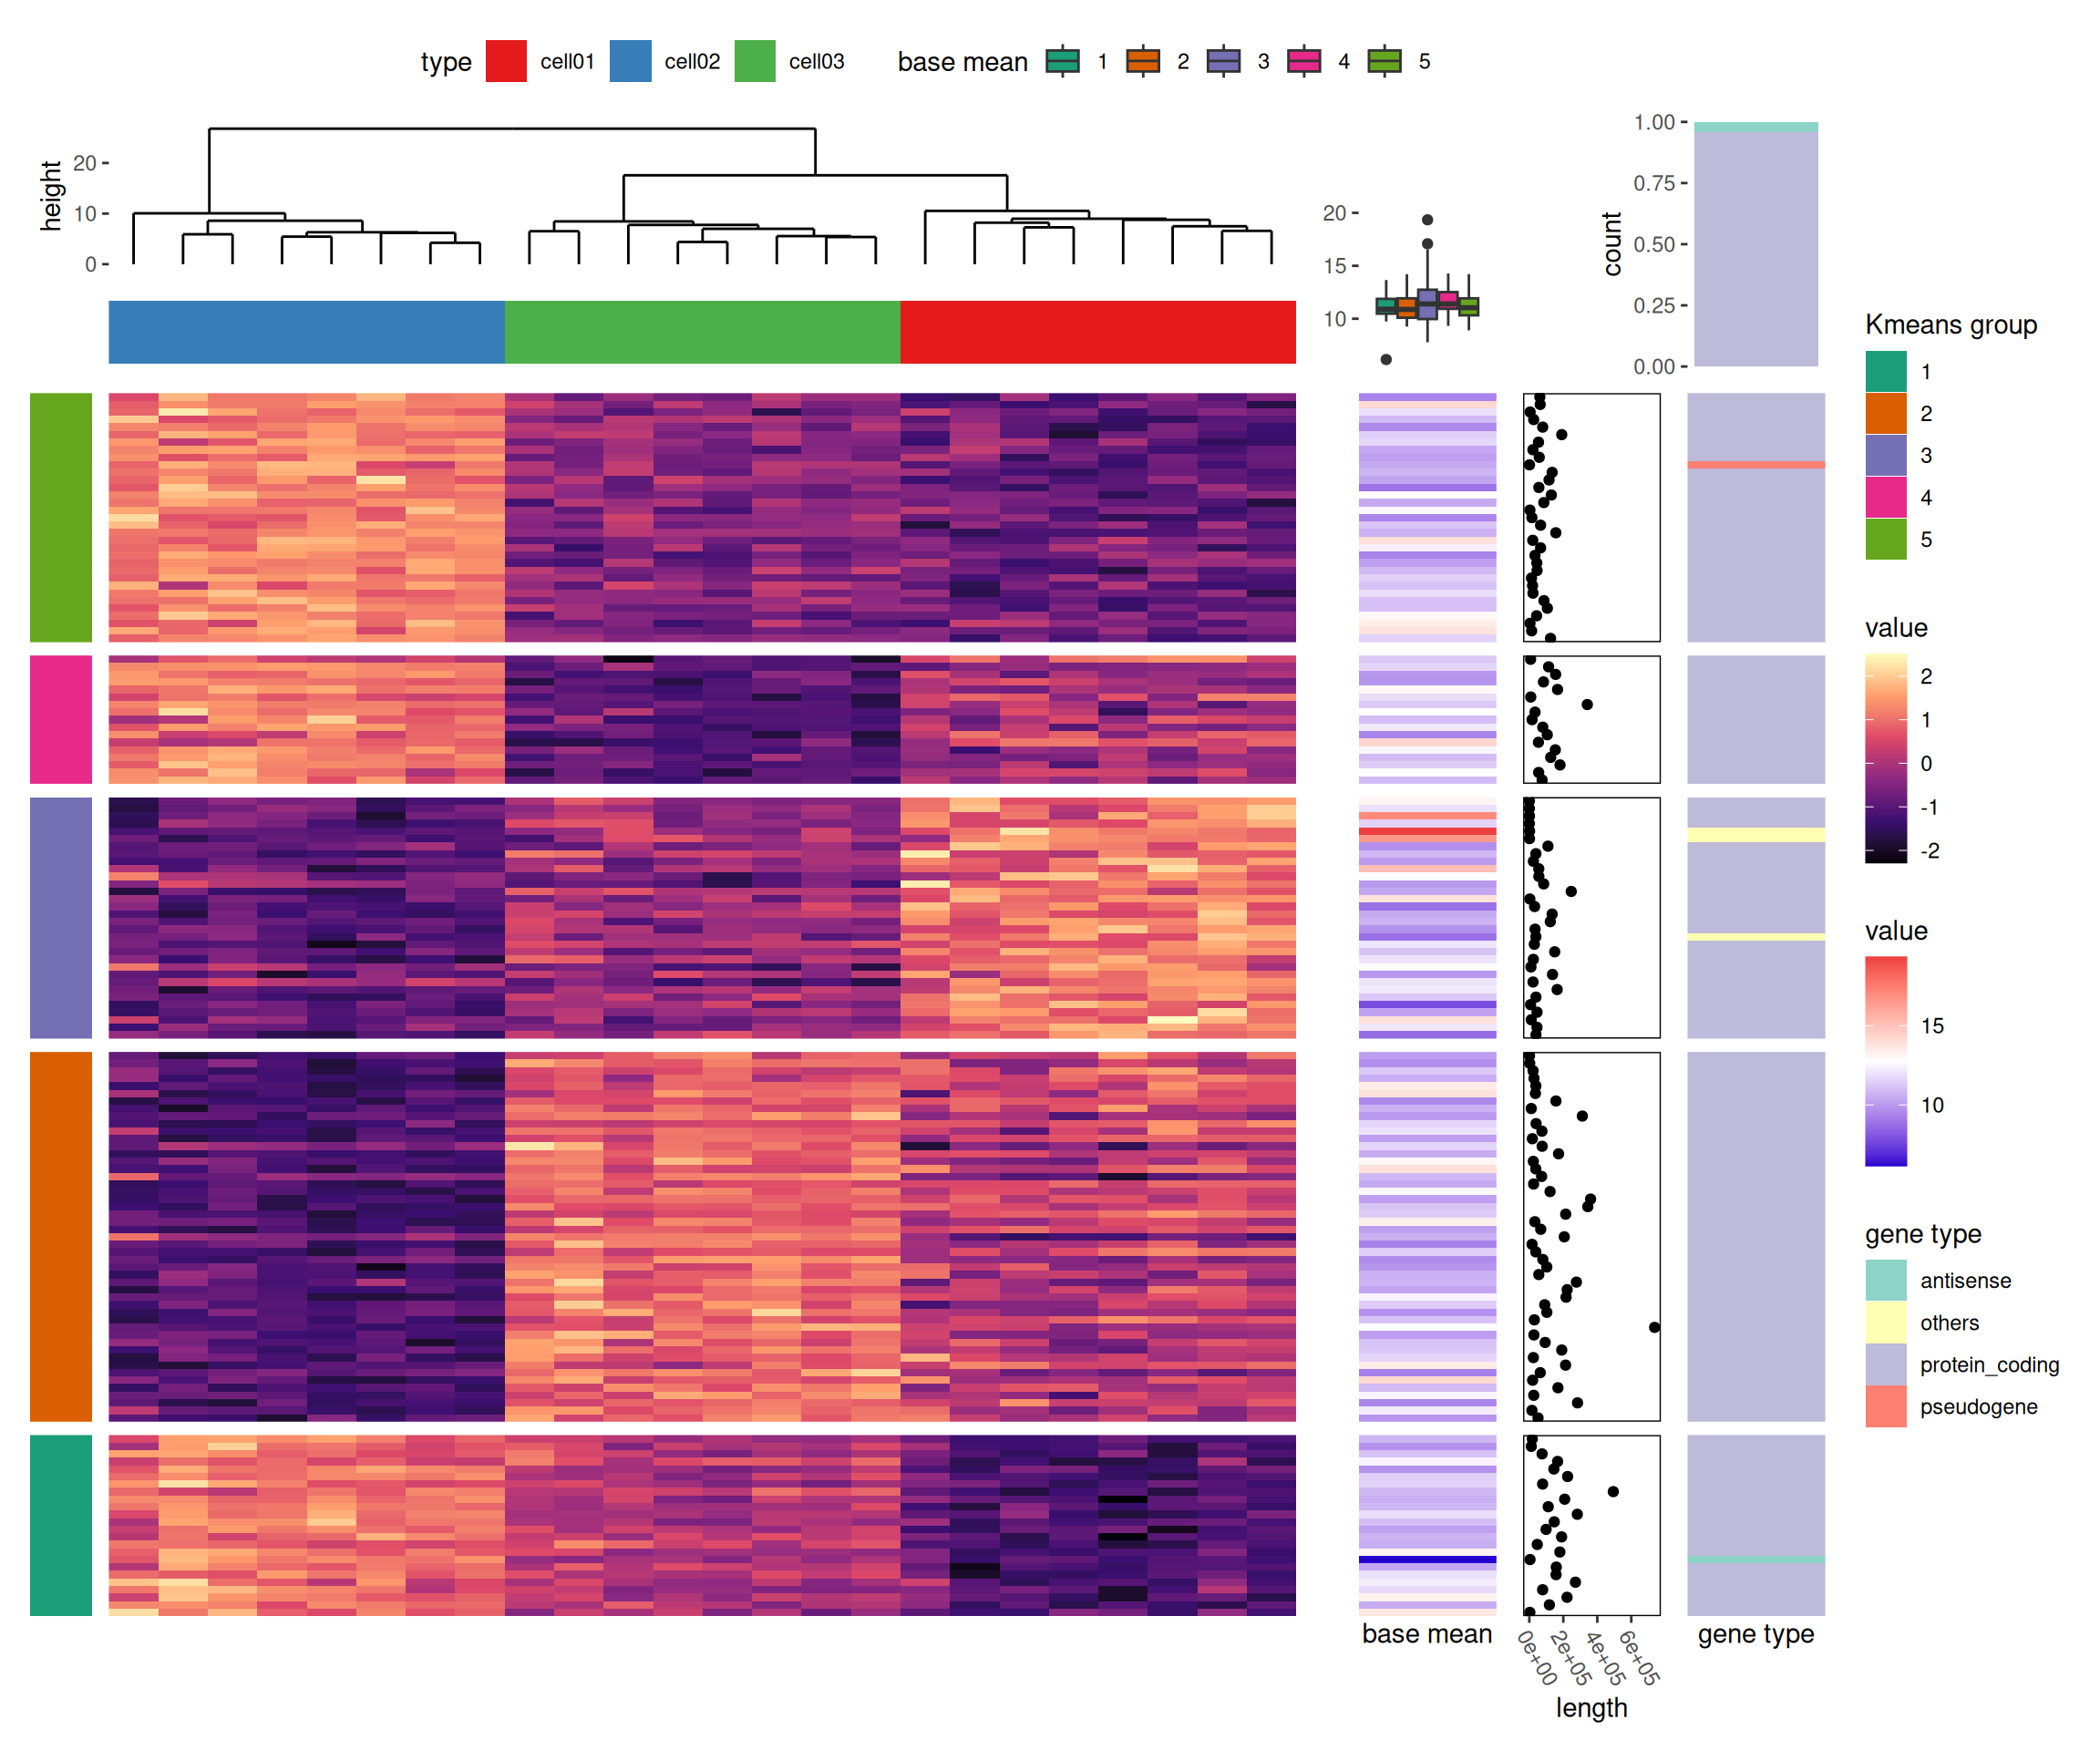 type cell01 cell02 cell03 base mean 1 2 3 4 5
height
20
10
0
20
15
10
count
1.00
0.75
0.50
0.25
0.00
Kmeans group
1
2
3
4
5
value
2
1
0
-1
-2
value
15
10
gene type
antisense
others
protein_coding
pseudogene
base mean
0e+00 2e+05 4e+05 6e+05
length
gene type